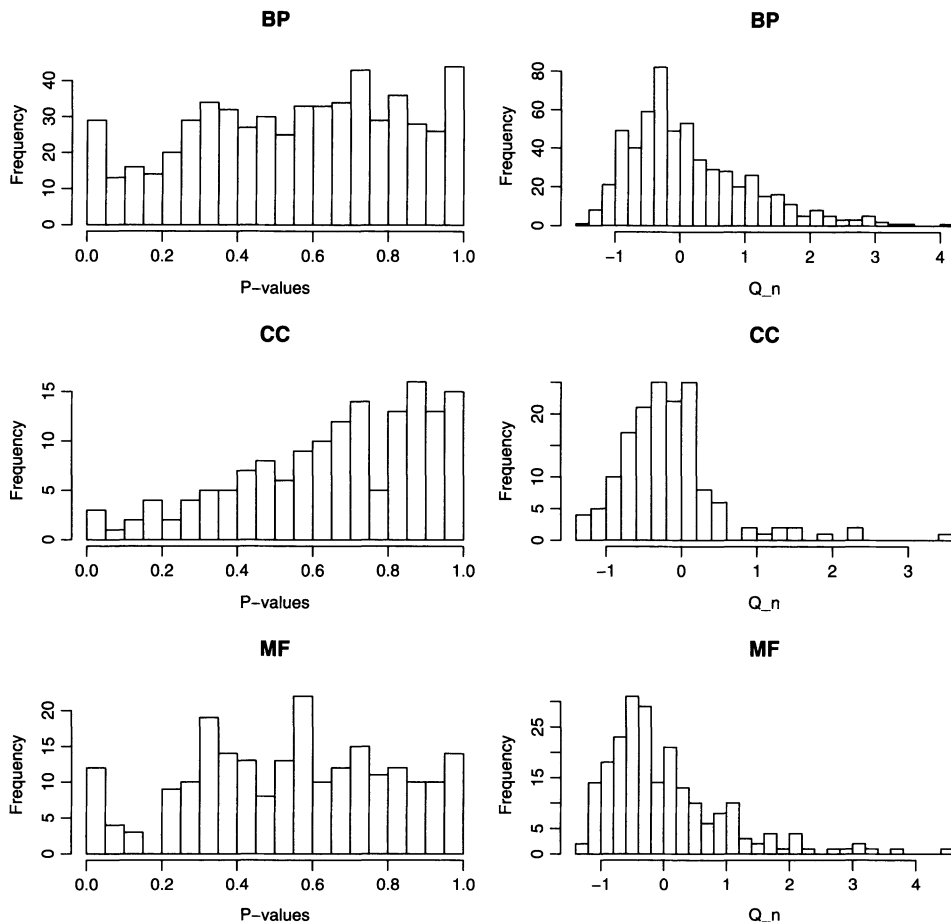 BP
BP
Frequency
0 10 20 30 40
0.0 0.2 0.4 0.6 0.8 1.0
P-values
Frequency
0 20 40 60 80
-1 0 1 2 3 4
Q_n
CC
CC
Frequency
0 5 10 15
0.0 0.2 0.4 0.6 0.8 1.0
P-values
Frequency
0 5 10 20
-1 0 1 2 3
Q_n
MF
MF
Frequency
0 5 10 15 20
0.0 0.2 0.4 0.6 0.8 1.0
P-values
Frequency
0 5 15 25
-1 0 1 2 3 4
Q_n